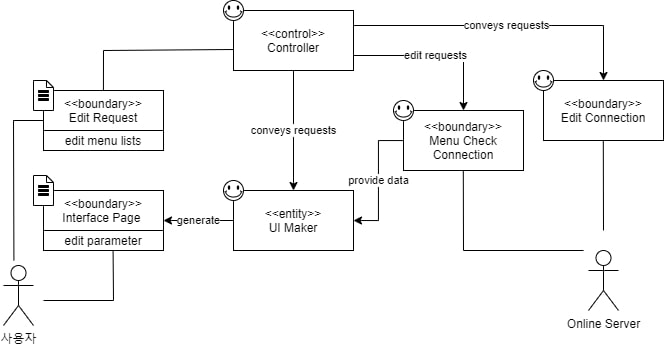 conveys requests
<<control>>
Controller
edit requests
<<boundary>>
Edit Request
edit menu lists
<<boundary>>
Edit Connection
<<boundary>>
Menu Check
Connection
conveys requests
provide data
<<boundary>>
Interface Page
edit parameter
generate
<<entity>>
UI Maker
사용자
Online Server